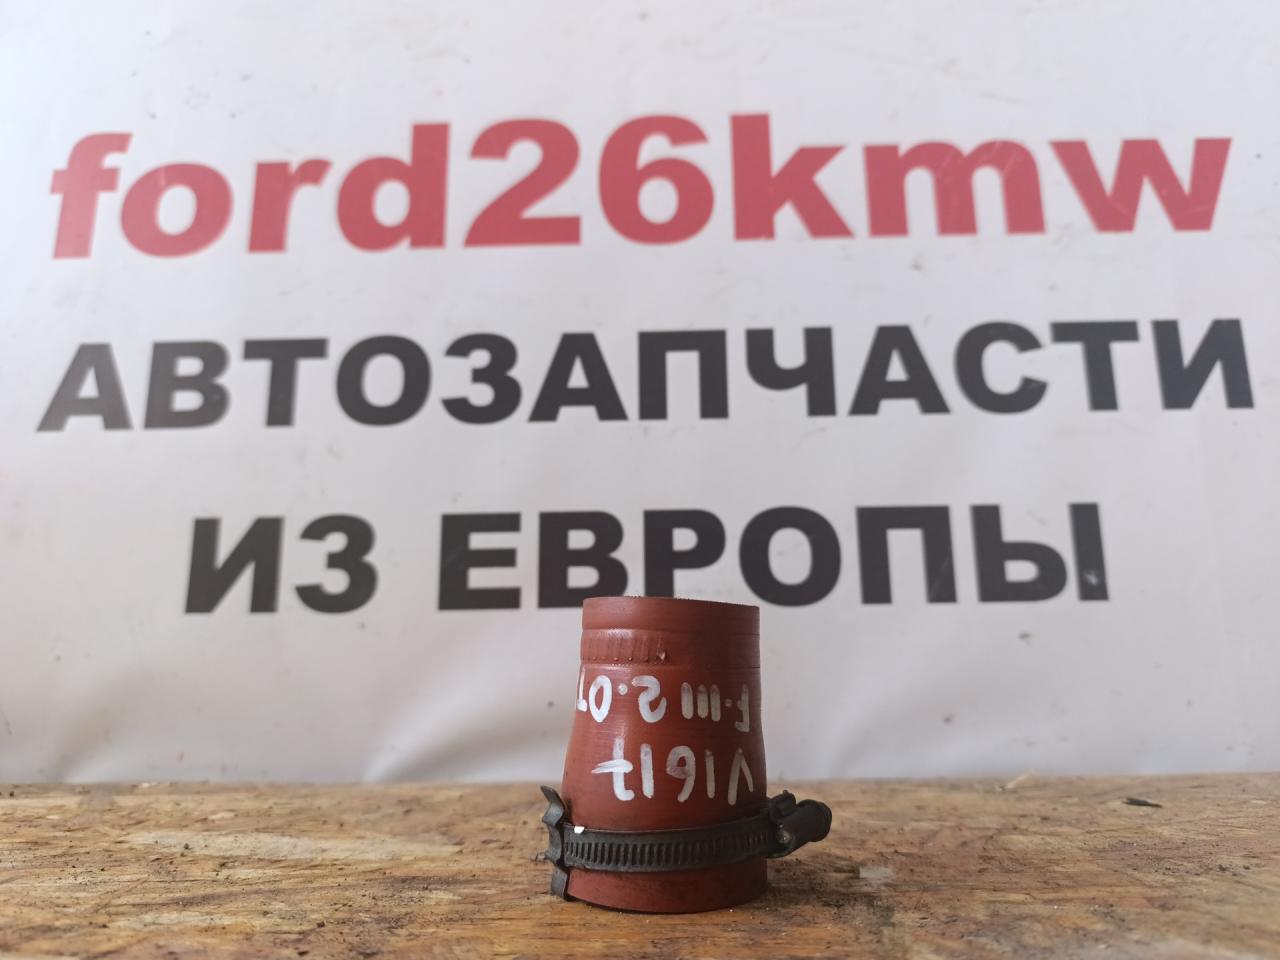 ford26kmw
АВТОЗАПЧАСТИ
ИЗ ЕВРОПЫ
V1617
F-III 2.0T